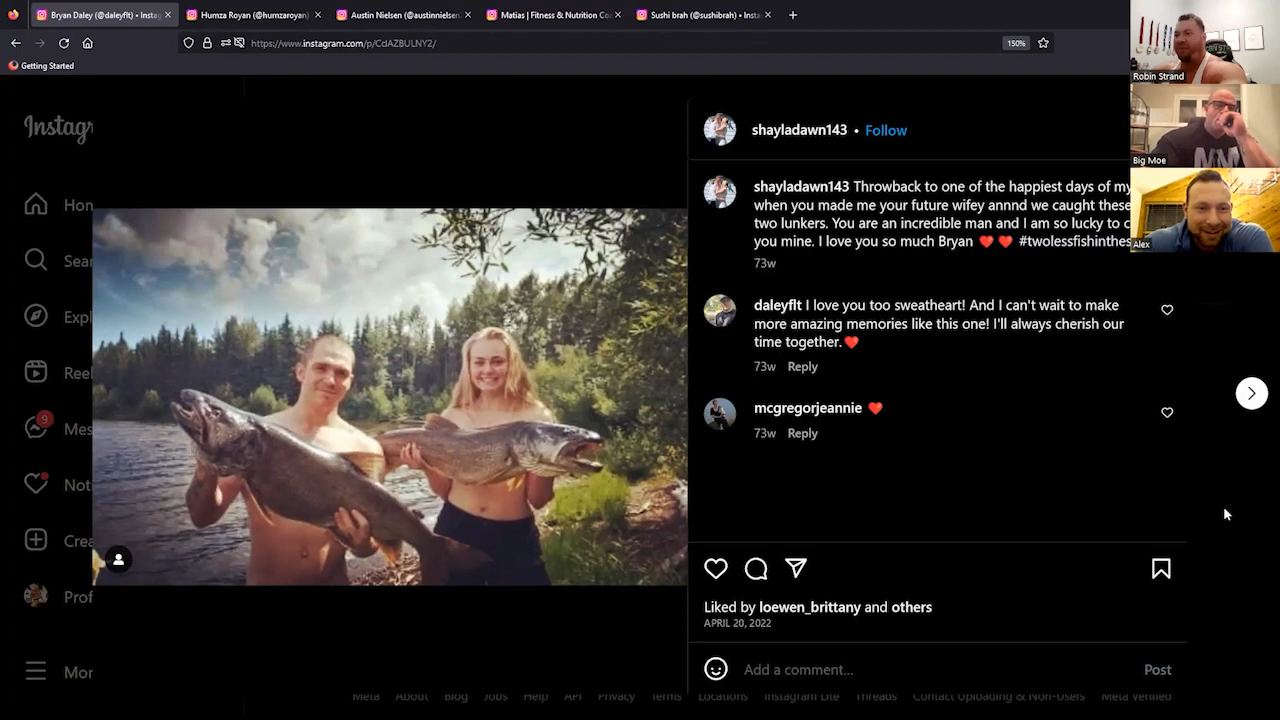 Bryan Daley (@daleyflt) • Instag
Humza Royan (@humzaroyan)
Austin Nielsen (@austinnielsen.
Matias | Fitness & Nutrition Co
Sushi brah (@sushibrah) • Insta
https://www.instagram.com/p/CdAZBULNY2/
150%
Getting Started
Robin Strand
Big Moe
Alex
Instagr
Hom
Sear
Expl
Reel
9
Mes
Noti
Crea
Prof
Mor
shayladawn143 • Follow
shayladawn143 Throwback to one of the happiest days of my
when you made me your future wifey annnd we caught these
two lunkers. You are an incredible man and I am so lucky to c
you mine. I love you so much Bryan ❤️❤️ #twolessfishinthes
73w
daleyflt I love you too sweetheart! And I can't wait to make
more amazing memories like this one! I'll always cherish our
time together.❤️
73w Reply
mcgregorjeannie ❤️
73w Reply
Liked by loewen_brittany and others
APRIL 20, 2022
Add a comment...
Post
Meta About Blog Jobs Help API Privacy Terms Locations Instagram Lite Threads Contact Uploading & Non-Users Meta Verified